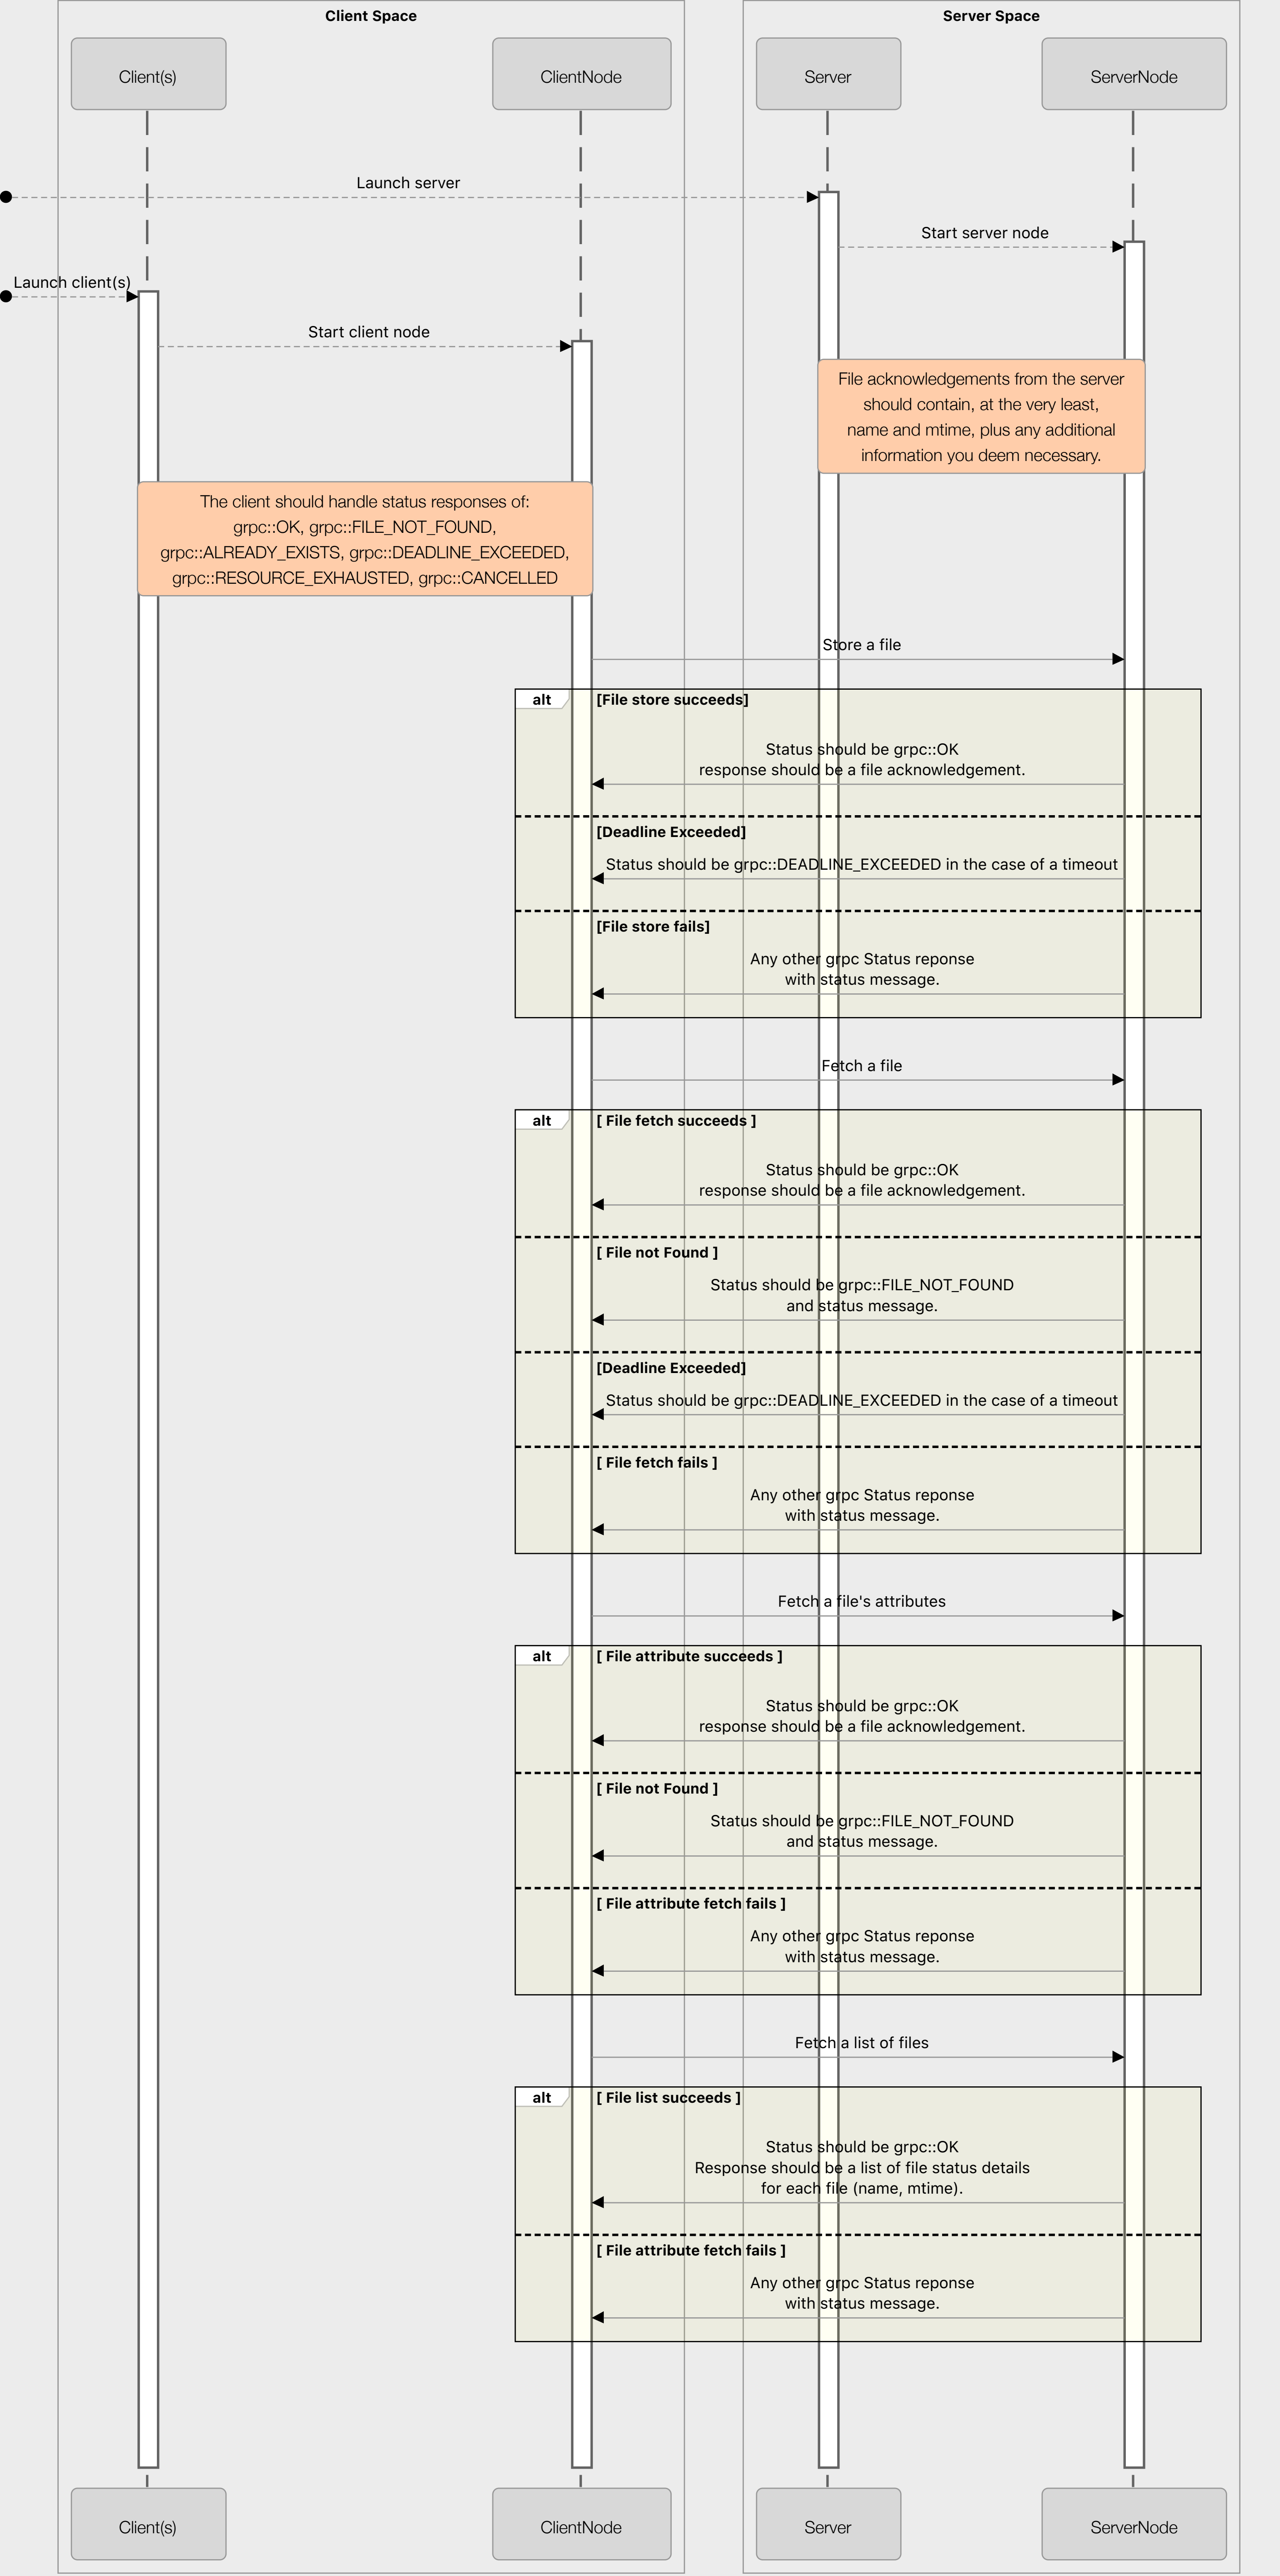 Client Space
Server Space
Client(s)
ClientNode
Server
ServerNode
Launch server
Start server node
Launch client(s)
Start client node
File acknowledgements from the server
should contain, at the very least,
name and mtime, plus any additional
information you deem necessary.
The client should handle status responses of:
grpc::OK, grpc::FILE_NOT_FOUND,
grpc::ALREADY_EXISTS, grpc::DEADLINE_EXCEEDED,
grpc::RESOURCE_EXHAUSTED, grpc::CANCELLED
Store a file
alt
[File store succeeds]
Status should be grpc::OK
response should be a file acknowledgement.
[Deadline Exceeded]
Status should be grpc::DEADLINE_EXCEEDED in the case of a timeout
[File store fails]
Any other grpc Status reponse
with status message.
Fetch a file
alt
[ File fetch succeeds ]
Status should be grpc::OK
response should be a file acknowledgement.
[ File not Found ]
Status should be grpc::FILE_NOT_FOUND
and status message.
[Deadline Exceeded]
Status should be grpc::DEADLINE_EXCEEDED in the case of a timeout
[ File fetch fails ]
Any other grpc Status reponse
with status message.
Fetch a file's attributes
alt
[ File attribute succeeds ]
Status should be grpc::OK
response should be a file acknowledgement.
[ File not Found ]
Status should be grpc::FILE_NOT_FOUND
and status message.
[ File attribute fetch fails ]
Any other grpc Status reponse
with status message.
Fetch a list of files
alt
[ File list succeeds ]
Status should be grpc::OK
Response should be a list of file status details
for each file (name, mtime).
[ File attribute fetch fails ]
Any other grpc Status reponse
with status message.
Client(s)
ClientNode
Server
ServerNode